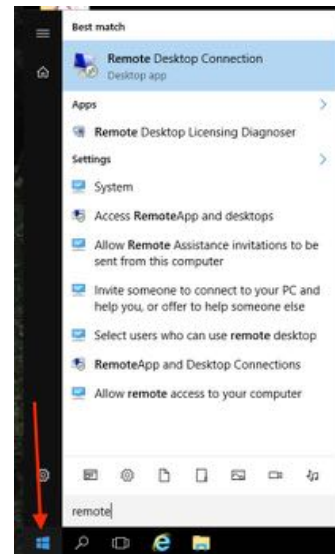 Best match
Remote Desktop Connection
Desktop app
Apps
Remote Desktop Licensing Diagnoser
Settings
System
Access RemoteApp and desktops
Allow Remote Assistance invitations to be
sent from this computer
Invite someone to connect to your PC and
help you, or offer to help someone else
Select users who can use remote desktop
RemoteApp and Desktop Connections
Allow remote access to your computer
remote